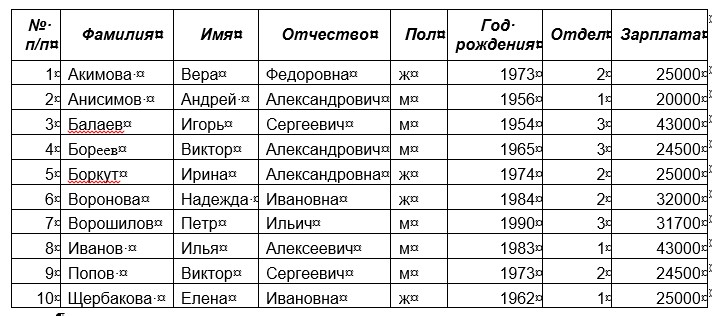 № п/п Фамилия Имя Отчество Пол Год рождения Отдел Зарплата
1 Акимова Вера Федоровна ж 1973 2 25000
2 Анисимов Андрей Александрович м 1956 1 20000
3 Балаев Игорь Сергеевич м 1954 3 43000
4 Бореев Виктор Александрович м 1965 3 24500
5 Боркут Ирина Александровна ж 1974 2 25000
6 Воронова Надежда Ивановна ж 1984 2 32000
7 Ворошилов Петр Ильич м 1990 3 31700
8 Иванов Илья Алексеевич м 1983 1 43000
9 Попов Виктор Сергеевич м 1973 2 24500
10 Щербакова Елена Ивановна ж 1962 1 25000